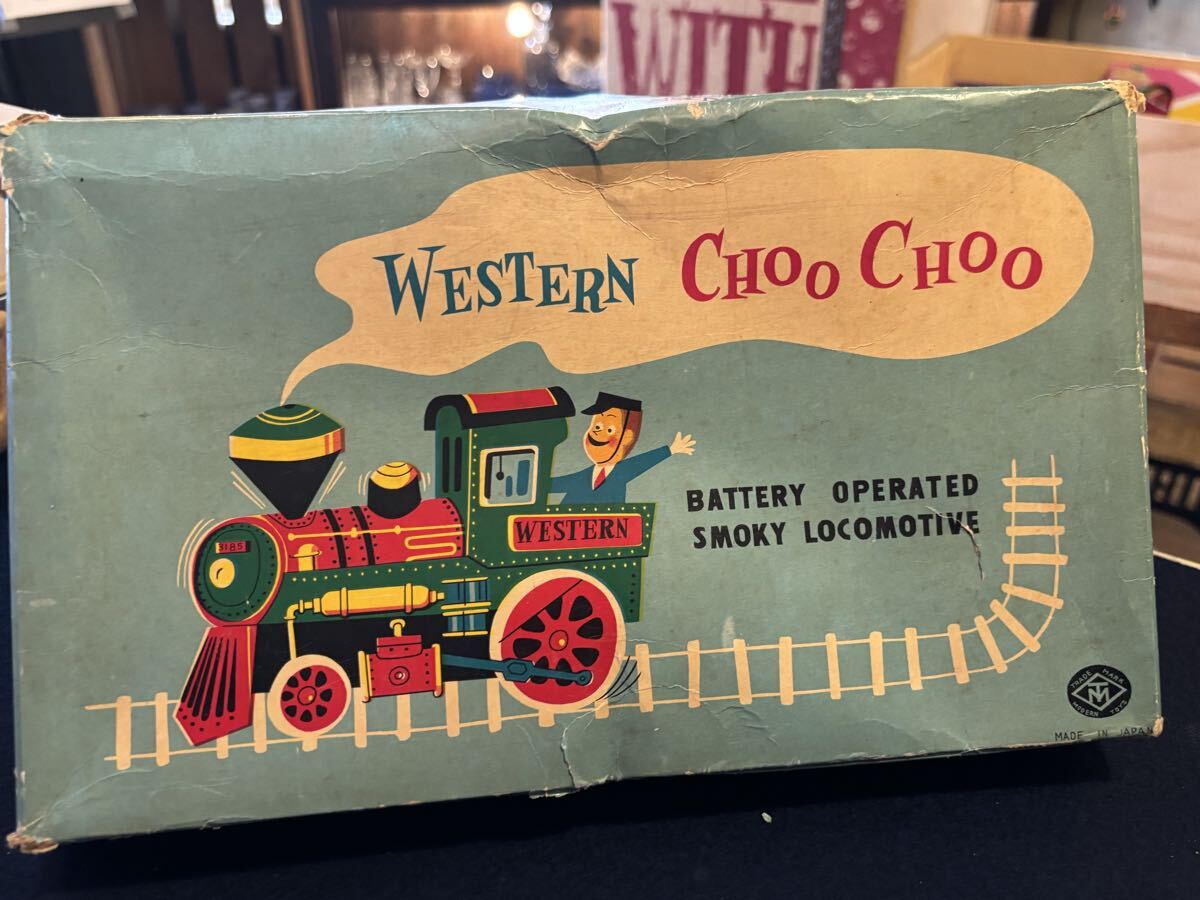 WITH
WESTERN CHOO CHOO
BATTERY OPERATED
SMOKY LOCOMOTIVE
WESTERN
3185
TRADE MARK
MODERN TOYS
MADE IN JAPAN